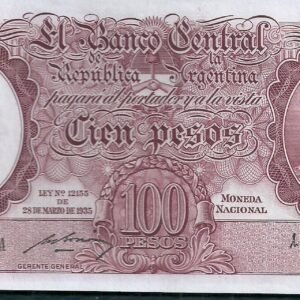 El Banco Central
de la
República Argentina
pagará al portador y a la vista
Cien pesos
LEY Nº 12155
DE
28 DE MARZO DE 1935
MONEDA
NACIONAL
100
PESOS
GERENTE GENERAL